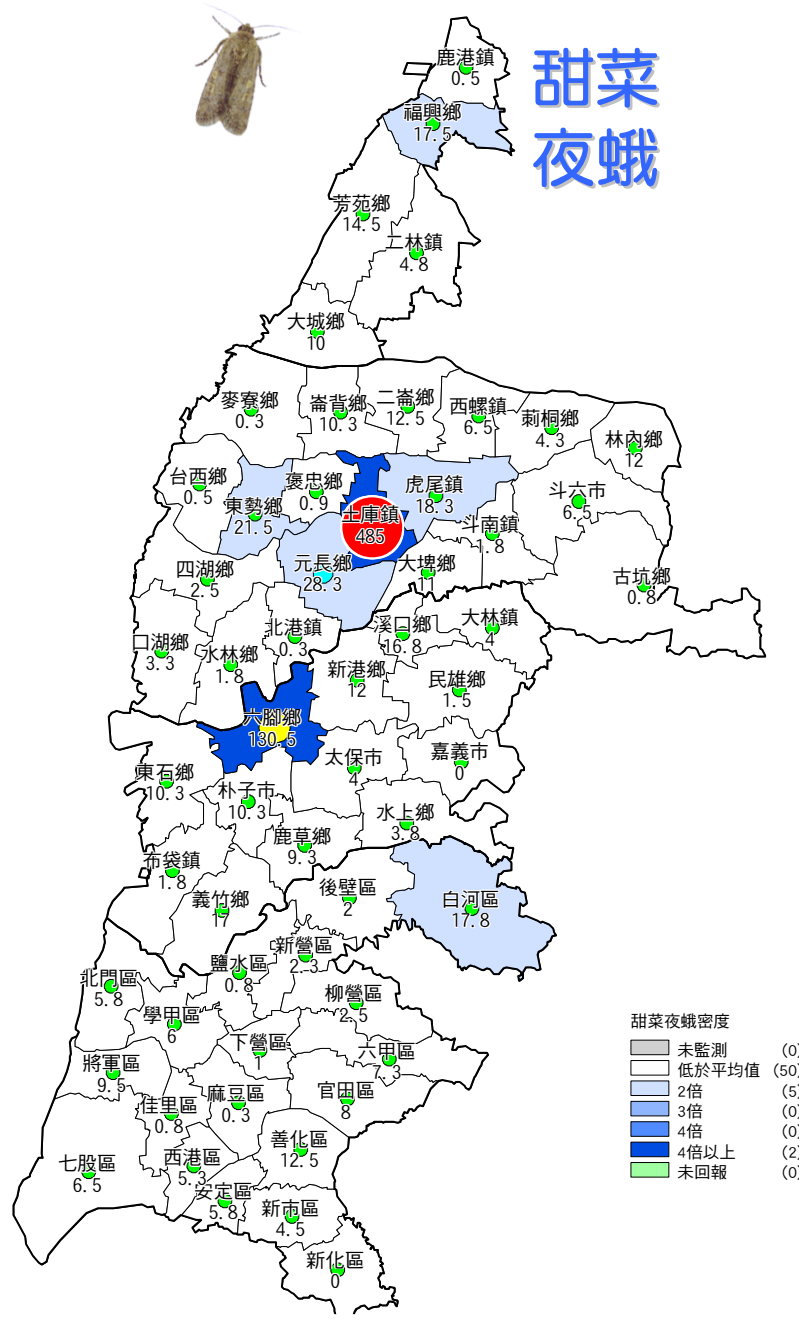 甜菜
夜蛾
鹿港鎮
0.5
福興鄉
17.5
芳苑鄉
14.5
二林鎮
4.8
大城鄉
10
麥寮鄉
0.3
崙背鄉
10.3
二崙鄉
12.5
西螺鎮
6.5
莿桐鄉
4.3
林內鄉
12
台西鄉
0.5
東勢鄉
21.5
褒忠鄉
0.9
土庫鎮
485
虎尾鎮
18.3
斗南鎮
1.8
斗六市
6.5
四湖鄉
2.5
元長鄉
28.3
大埤鄉
11
古坑鄉
0.8
口湖鄉
3.3
水林鄉
1.8
北港鎮
0.3
溪口鄉
16.8
大林鎮
4
新港鄉
12
民雄鄉
1.5
六腳鄉
130.5
東石鄉
10.3
朴子市
10.3
太保市
4
嘉義市
0
鹿草鄉
9.3
水上鄉
3.8
布袋鎮
1.8
義竹鄉
17
後壁區
2
白河區
17.8
北門區
5.8
鹽水區
0.8
新營區
2.3
柳營區
2.5
學甲區
6
下營區
1
六甲區
7.3
將軍區
9.5
佳里區
0.8
麻豆區
0.3
官田區
8
七股區
6.5
西港區
5.3
善化區
12.5
安定區
5.8
新市區
4.5
新化區
0
甜菜夜蛾密度
未監測 (0)
低於平均值 (50)
2倍 (5)
3倍 (0)
4倍 (0)
4倍以上 (2)
未回報 (0)